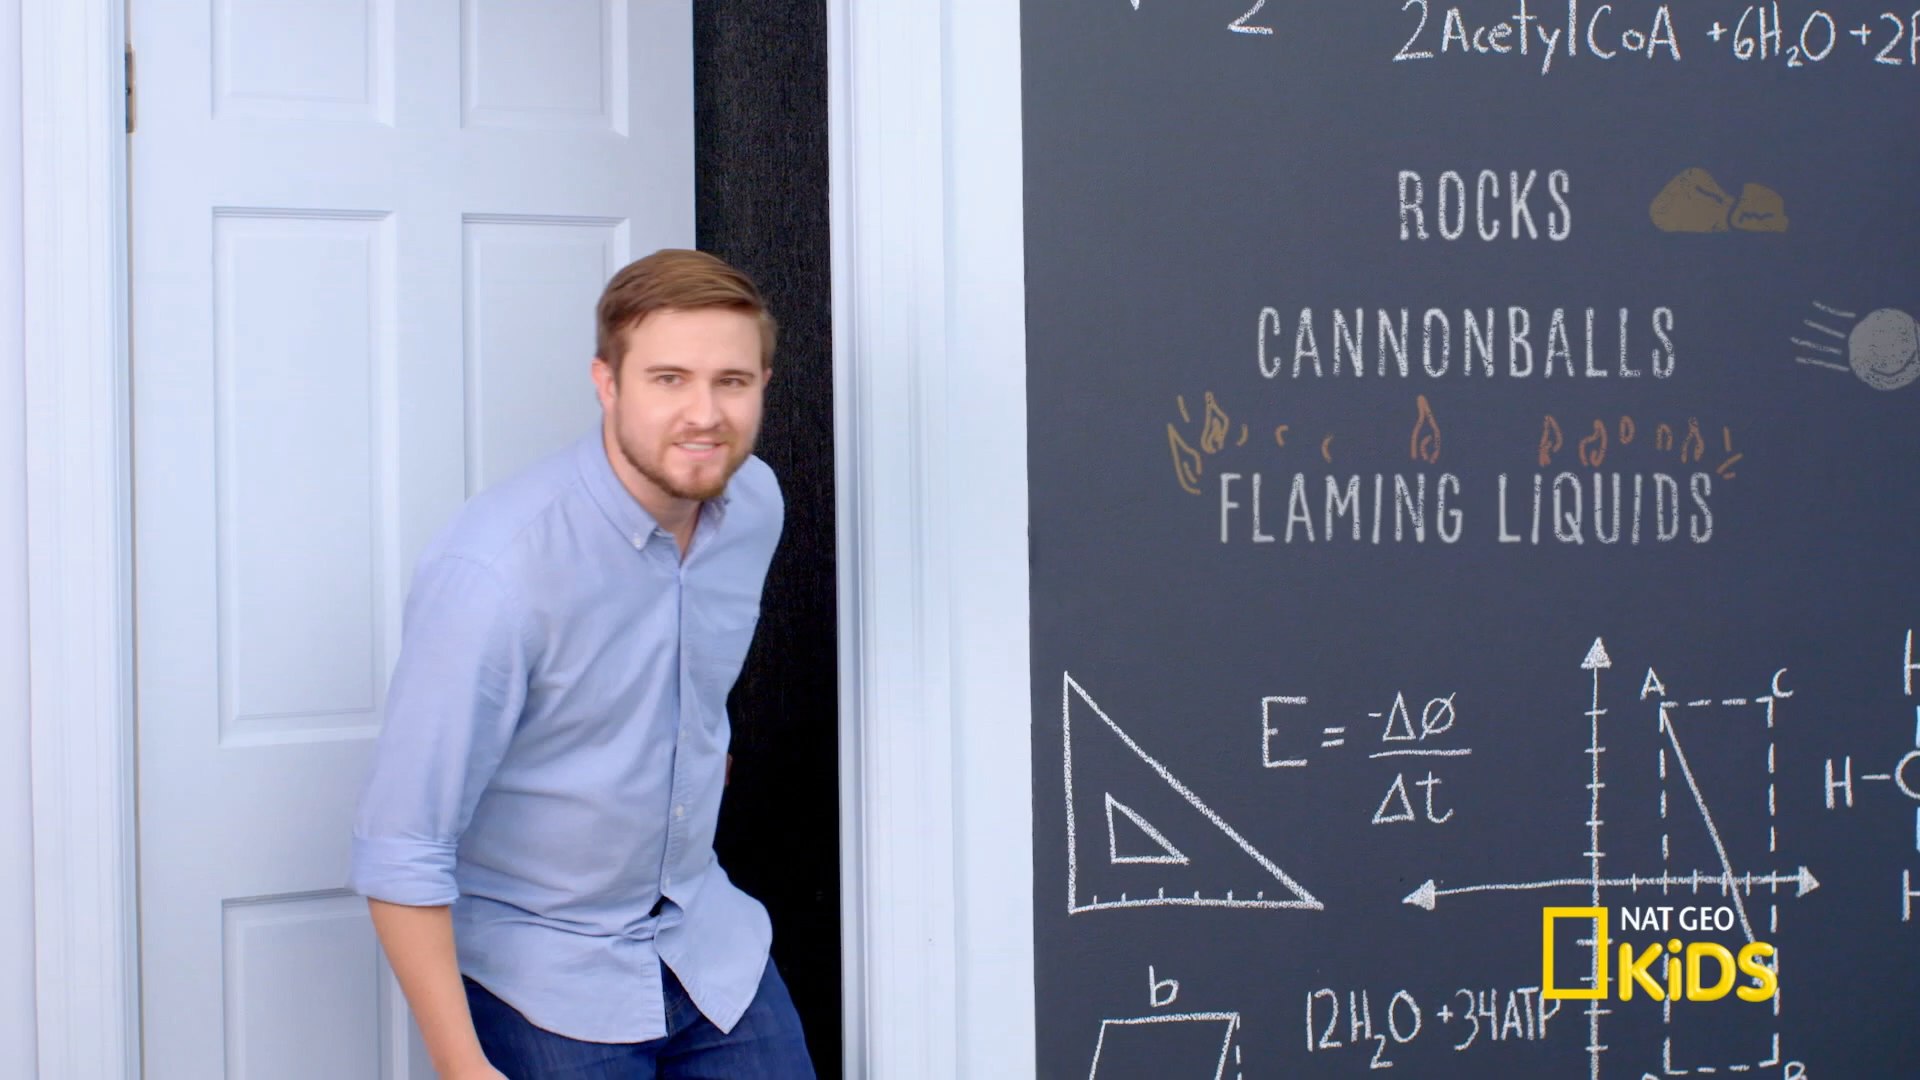 2
2AcetylCoA +6H₂O +2
ROCKS
CANNONBALLS
FLAMING LIQUIDS
A C
E = -Δø
Δt
H-C
H
H
NAT GEO
KiDS
b
12H₂O +34ATP